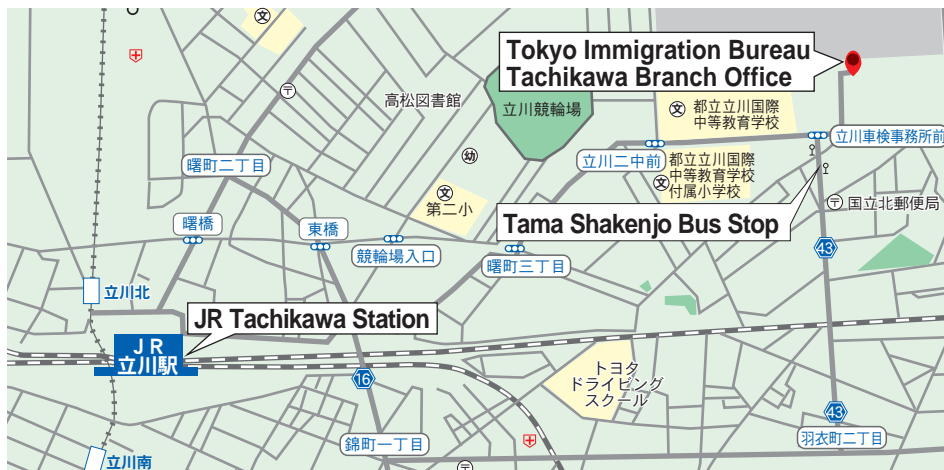 文
Tokyo Immigration Bureau
Tachikawa Branch Office
〒
高松図書館
立川競輪場
文
都立立川国際
中等教育学校
立川車検事務所前
曙町二丁目
幼
立川二中前
都立立川国際
中等教育学校
付属小学校
文
文
第二小
〒国立北郵便局
曙橋
東橋
競輪場入口
曙町三丁目
Tama Shakenjo Bus Stop
43
立川北
JR Tachikawa Station
JR
立川駅
トヨタ
ドライビング
スクール
16
43
錦町一丁目
羽衣町二丁目
立川南
〒